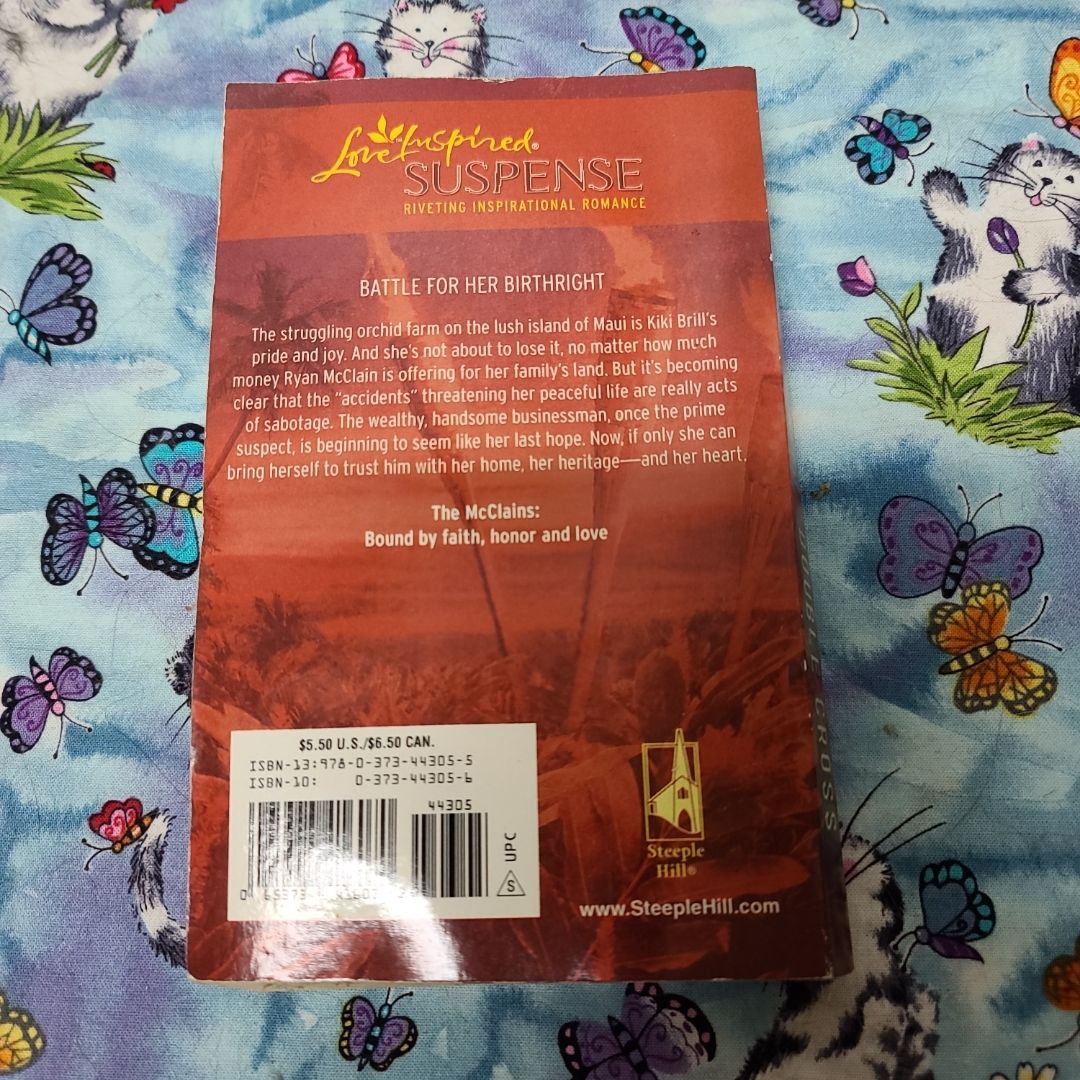 Love Inspired®
SUSPENSE
RIVETING INSPIRATIONAL ROMANCE
BATTLE FOR HER BIRTHRIGHT
The struggling orchid farm on the lush island of Maui is Kiki Brill's
pride and joy. And she's not about to lose it, no matter how much
money Ryan McClain is offering for her family's land. But it's becoming
clear that the "accidents" threatening her peaceful life are really acts
of sabotage. The wealthy, handsome businessman, once the prime
suspect, is beginning to seem like her last hope. Now, if only she can
bring herself to trust him with her home, her heritage—and her heart.
The McClains:
Bound by faith, honor and love
$5.50 U.S./$6.50 CAN.
ISBN-13:978-0-373-44305-5
ISBN-10: 0-373-44305-6
44305
UPC
S
Steeple
Hill®
www.SteepleHill.com
DOUBLE CROSS